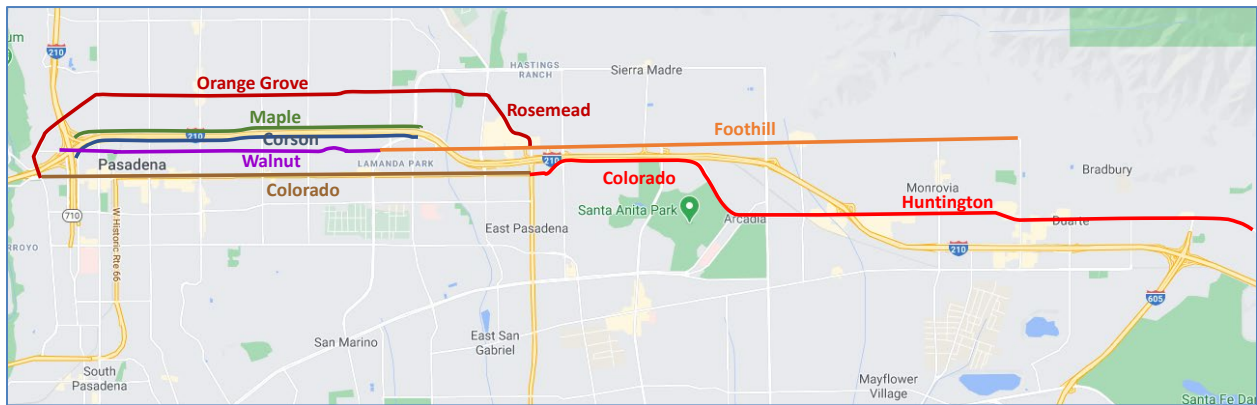 um
210
HASTINGS
RANCH
Sierra Madre
Orange Grove
Rosemead
Maple
210
Corson
Foothill
Walnut
Pasadena
LAMANDA PARK
210
Colorado
Colorado
Bradbury
Monrovia
Huntington
710
W Historic Rte 66
Santa Anita Park
Arcadia
Duarte
East Pasadena
ARROYO
210
605
San Marino
East San
Gabriel
South
Pasadena
Mayflower
Village
Santa Fe Dam